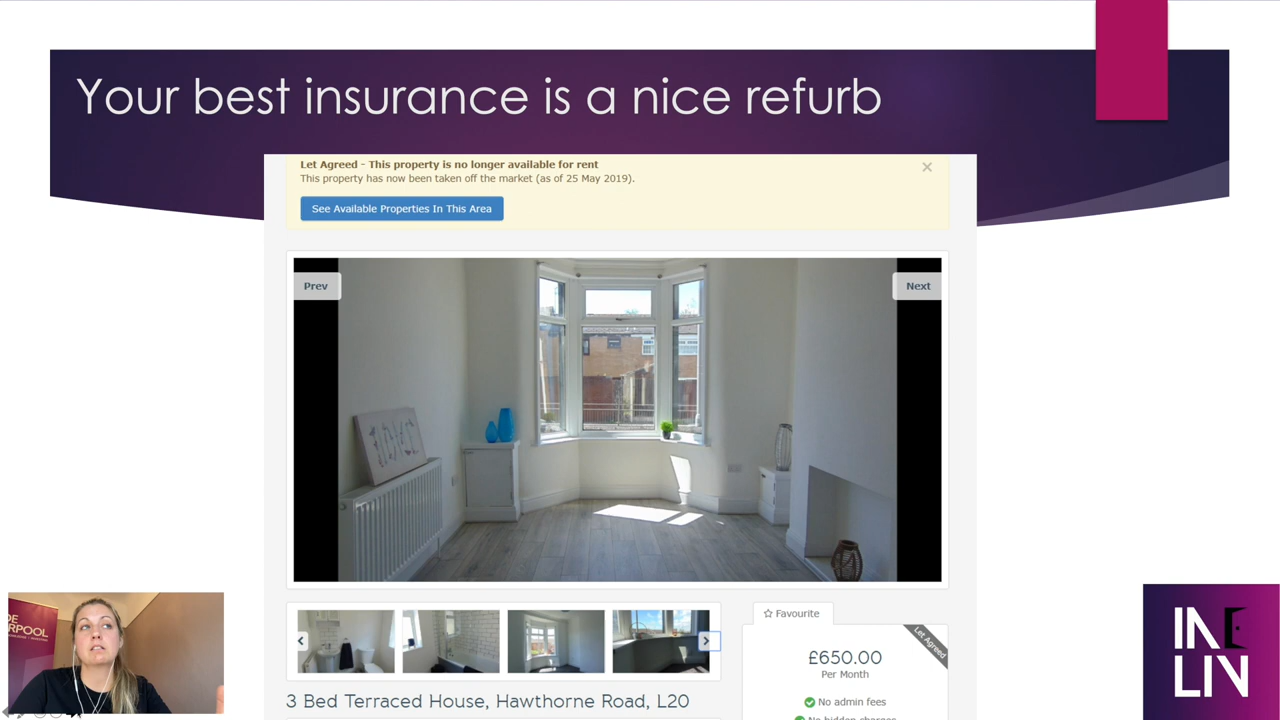 Your best insurance is a nice refurb
Let Agreed - This property is no longer available for rent
This property has now been taken off the market (as of 25 May 2019).
See Available Properties In This Area
Prev
Next
Favourite
Let Agreed
£650.00
Per Month
No admin fees
No hidden charges
3 Bed Terraced House, Hawthorne Road, L20
IN
LIV